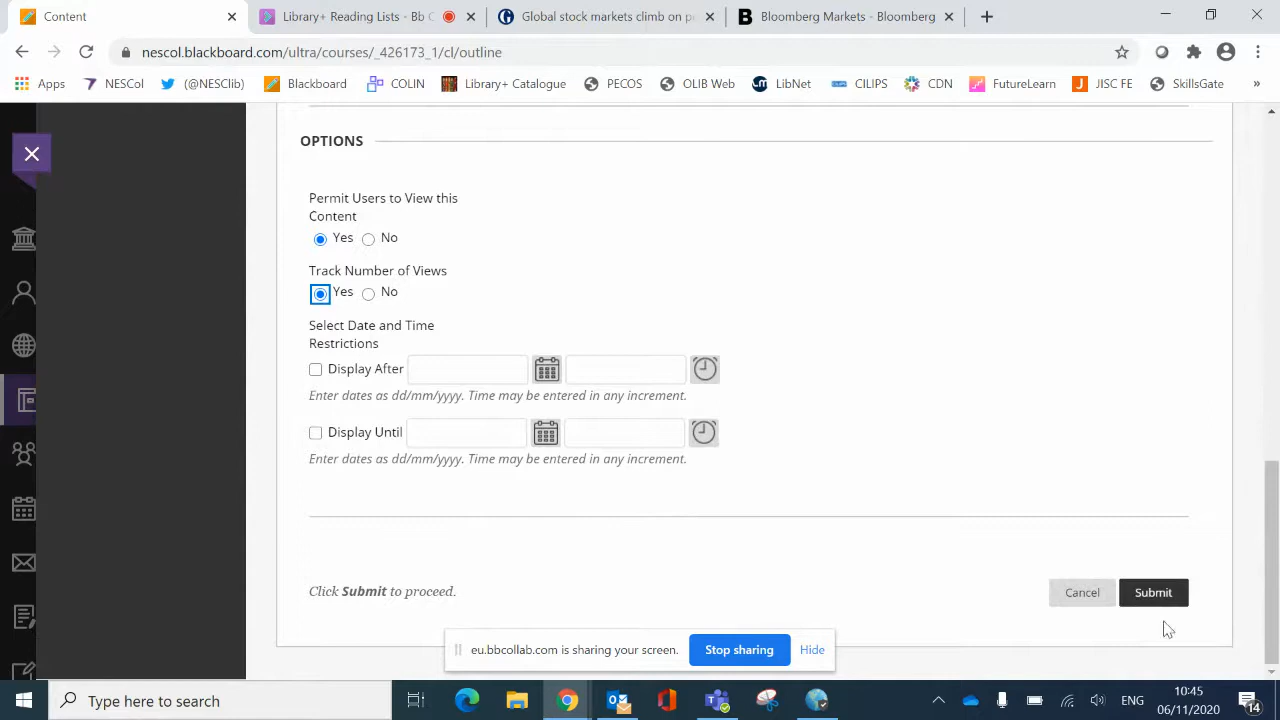 Content
Library+ Reading Lists - Bb C
Global stock markets climb on p
Bloomberg Markets - Bloomberg
nescol.blackboard.com/ultra/courses/_426173_1/cl/outline
Apps
NESCol
(@NESClib)
Blackboard
COLIN
Library+ Catalogue
PECOS
OLIB Web
LibNet
CILIPS
CDN
FutureLearn
JISC FE
SkillsGate
OPTIONS
Permit Users to View this
Content
Yes No
Track Number of Views
Yes No
Select Date and Time
Restrictions
Display After
Enter dates as dd/mm/yyyy. Time may be entered in any increment.
Display Until
Enter dates as dd/mm/yyyy. Time may be entered in any increment.
Click Submit to proceed.
Cancel
Submit
eu.bbcollab.com is sharing your screen.
Stop sharing
Hide
Type here to search
ENG
10:45
06/11/2020
14